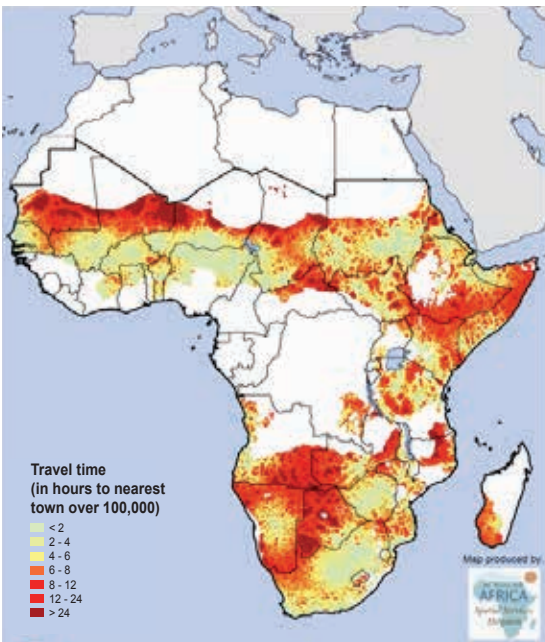 Travel time
(in hours to nearest
town over 100,000)
< 2
2 - 4
4 - 6
6 - 8
8 - 12
12 - 24
> 24
Map produced by
AFRICA